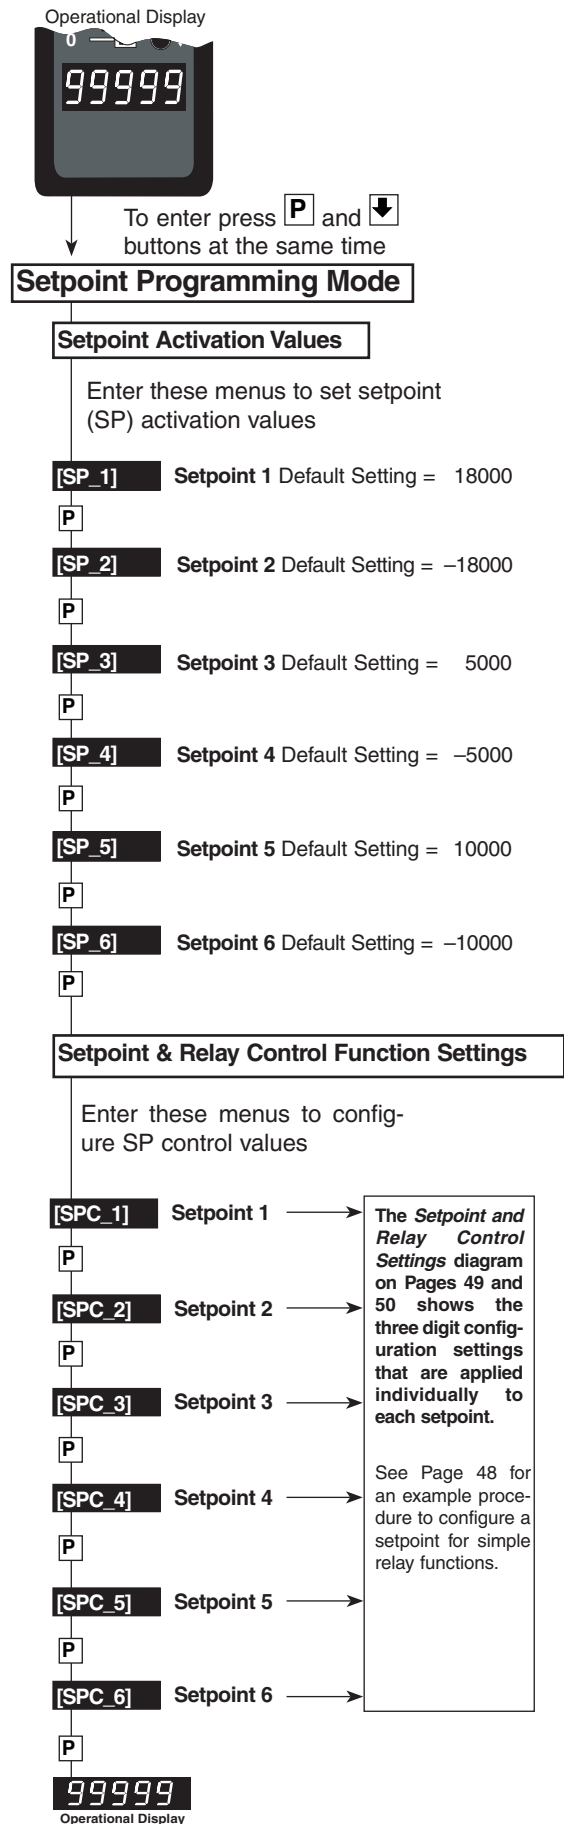 Operational Display
0
99999
To enter press P and
buttons at the same time
Setpoint Programming Mode
Setpoint Activation Values
Enter these menus to set setpoint
(SP) activation values
[SP_1] Setpoint 1 Default Setting = 18000
P
[SP_2] Setpoint 2 Default Setting = –18000
P
[SP_3] Setpoint 3 Default Setting = 5000
P
[SP_4] Setpoint 4 Default Setting = –5000
P
[SP_5] Setpoint 5 Default Setting = 10000
P
[SP_6] Setpoint 6 Default Setting = –10000
P
Setpoint & Relay Control Function Settings
Enter these menus to config-
ure SP control values
[SPC_1] Setpoint 1
P
[SPC_2] Setpoint 2
P
[SPC_3] Setpoint 3
P
[SPC_4] Setpoint 4
P
[SPC_5] Setpoint 5
P
[SPC_6] Setpoint 6
P
The Setpoint and
Relay Control
Settings diagram
on Pages 49 and
50 shows the
three digit config-
uration settings
that are applied
individually to
each setpoint.
See Page 48 for
an example proce-
dure to configure a
setpoint for simple
relay functions.
99999
Operational Display